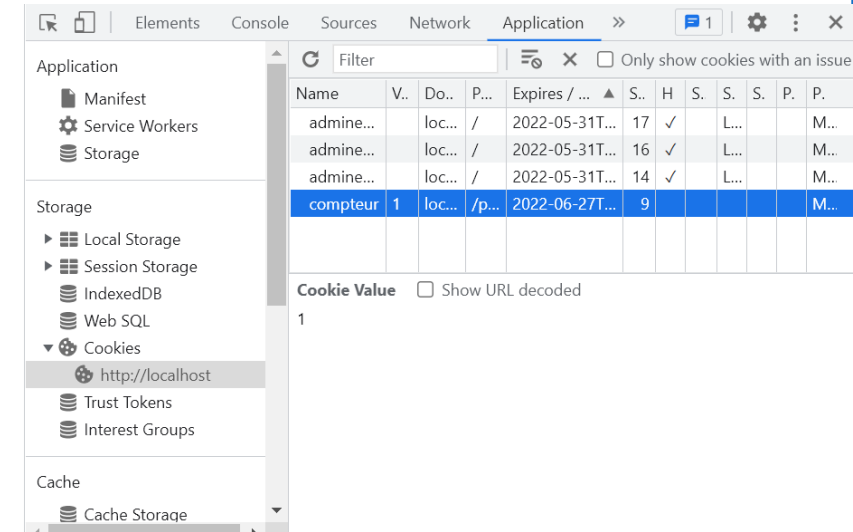 Elements Console Sources Network Application » 1
Application
Manifest
Service Workers
Storage
Storage
Local Storage
Session Storage
IndexedDB
Web SQL
Cookies
http://localhost
Trust Tokens
Interest Groups
Cache
Cache Storage
Filter Only show cookies with an issue
Name V.. Do... P... Expires / ... S.. H S.. S. S. P. P.
admine... loc... / 2022-05-31T... 17 ✓ L... M...
admine... loc... / 2022-05-31T... 16 ✓ L... M...
admine... loc... / 2022-05-31T... 14 ✓ L... M...
compteur 1 loc... /p... 2022-06-27T... 9 M...
Cookie Value Show URL decoded
1